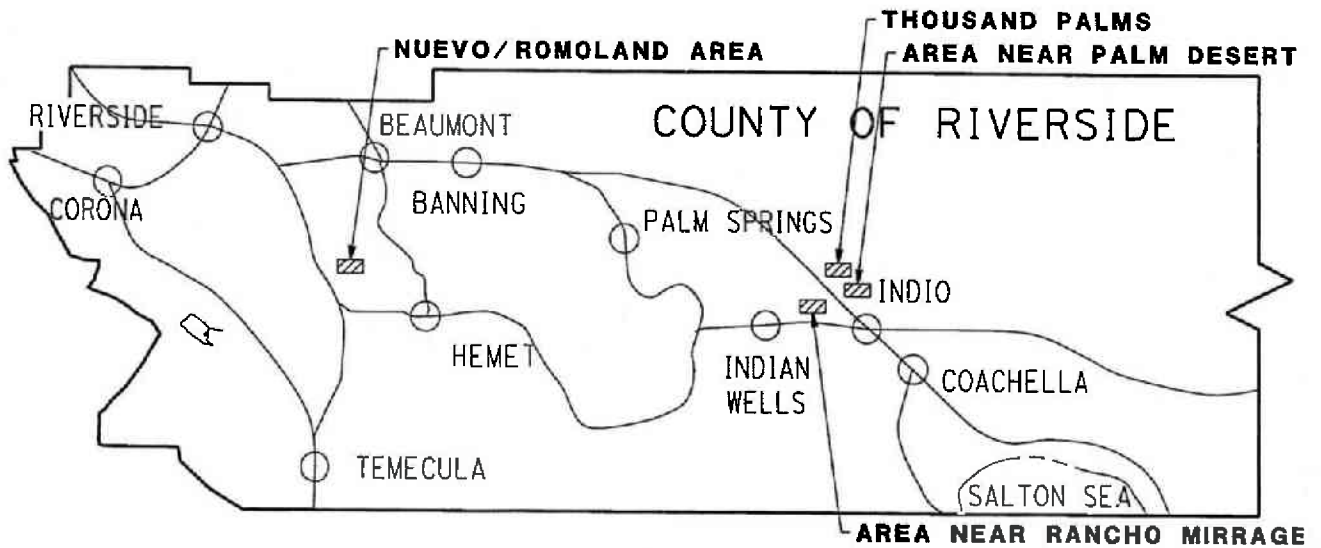 THOUSAND PALMS
NUEVO/ROMOLAND AREA
AREA NEAR PALM DESERT
COUNTY OF RIVERSIDE
RIVERSIDE
BEAUMONT
CORONA
BANNING
PALM SPRINGS
INDIO
HEMET
INDIAN
WELLS
COACHELLA
TEMECULA
SALTON SEA
AREA NEAR RANCHO MIRRAGE